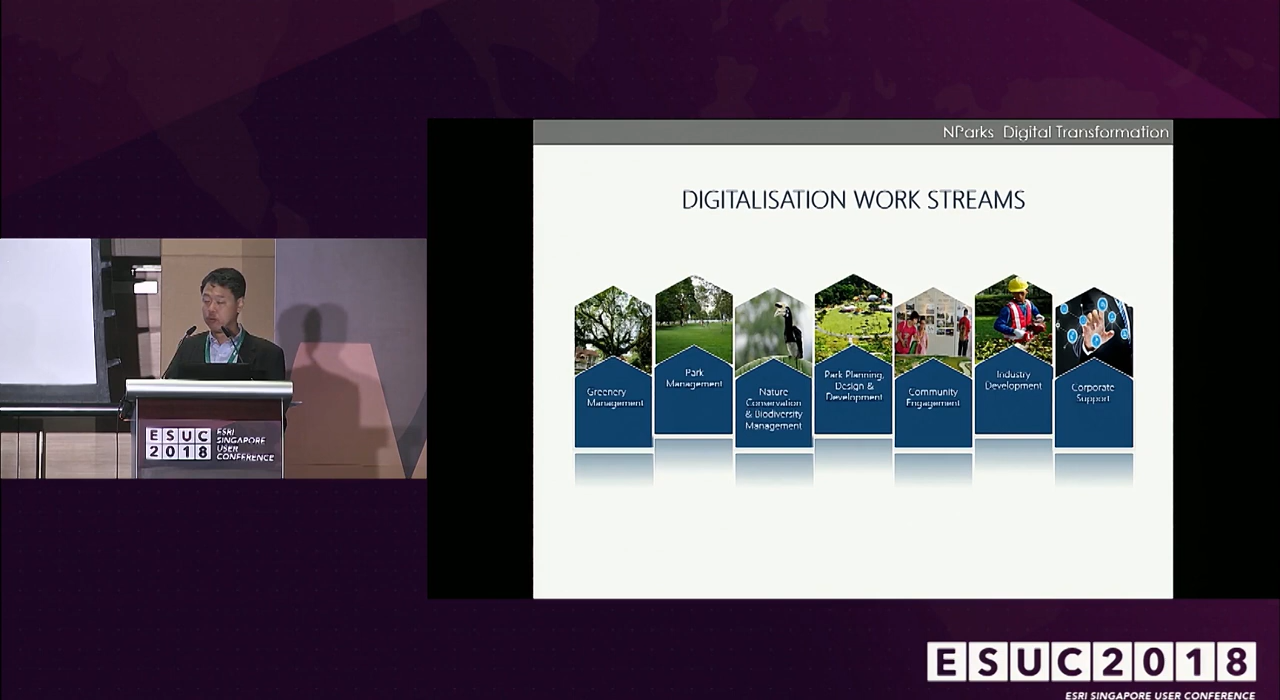 NParks Digital Transformation
DIGITALISATION WORK STREAMS
Greenery
Management
Park
Management
Nature
Conservation
& Biodiversity
Management
Park Planning,
Design &
Development
Community
Engagement
Industry
Development
Corporate
Support
ESUC
2018
ESRI
SINGAPORE
USER
CONFERENCE
ESUC2018
ESRI SINGAPORE USER CONFERENCE